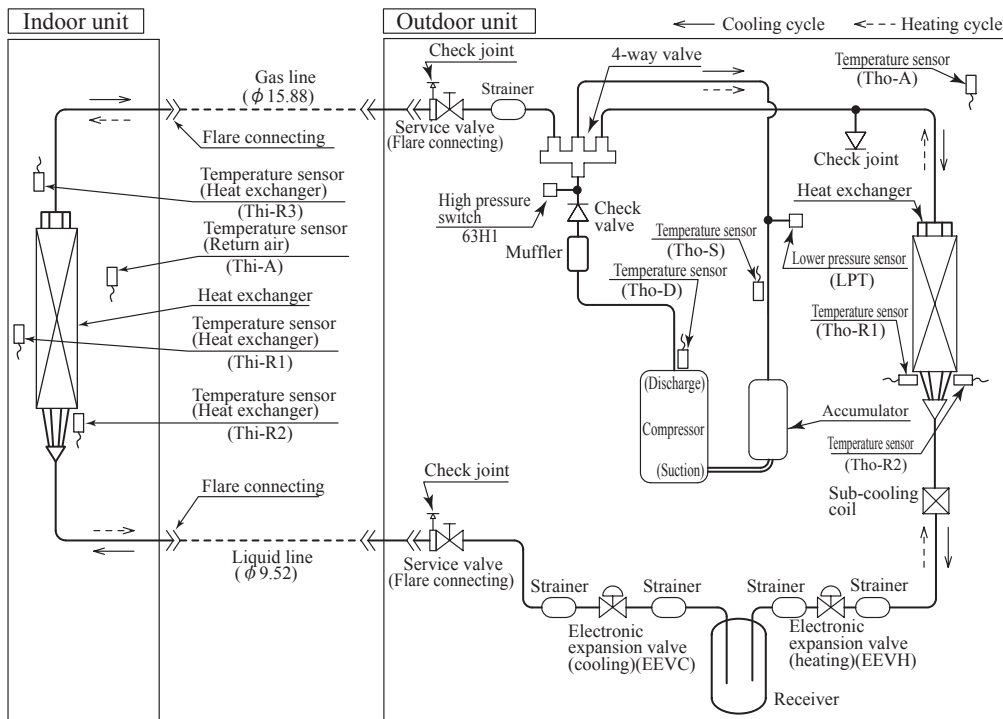 Indoor unit
Outdoor unit
Cooling cycle
Heating cycle
Check joint
4-way valve
Temperature sensor
(Tho-A)
Gas line
(ϕ 15.88)
Strainer
Service valve
(Flare connecting)
Flare connecting
Check joint
Temperature sensor
(Heat exchanger)
(Thi-R3)
High pressure
switch
63H1
Check
valve
Heat exchanger
Temperature sensor
(Return air)
(Thi-A)
Muffler
Temperature sensor
(Tho-S)
Lower pressure sensor
(LPT)
Temperature sensor
(Tho-D)
Heat exchanger
Temperature sensor
(Heat exchanger)
(Thi-R1)
Temperature sensor
(Tho-R1)
(Discharge)
Compressor
(Suction)
Accumulator
Temperature sensor
(Heat exchanger)
(Thi-R2)
Temperature sensor
(Tho-R2)
Flare connecting
Check joint
Sub-cooling
coil
Liquid line
(ϕ 9.52)
Service valve
(Flare connecting)
Strainer
Strainer
Strainer
Strainer
Electronic
expansion valve
(cooling)(EEVC)
Electronic
expansion valve
(heating)(EEVH)
Receiver